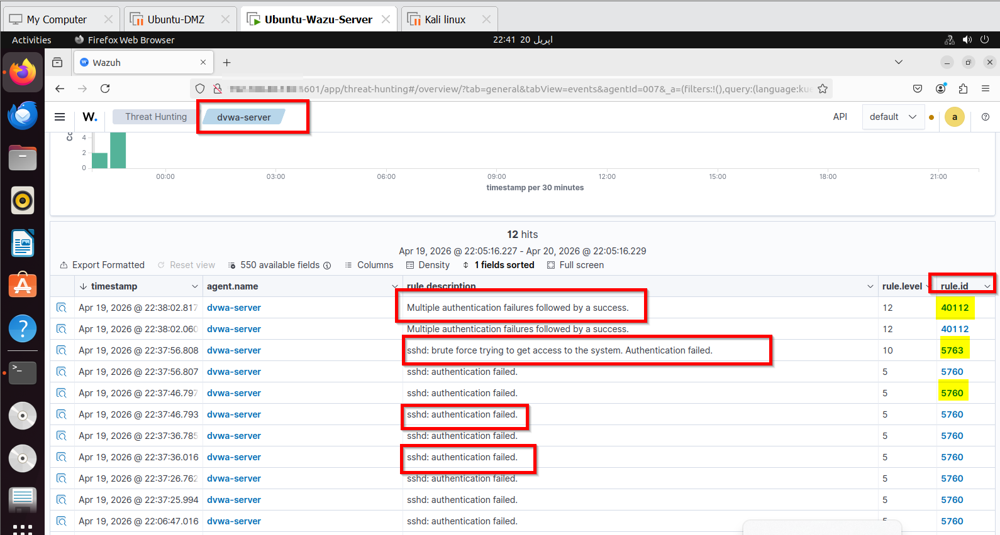 My Computer
Ubuntu-DMZ
Ubuntu-Wazu-Server
Kali linux
Activities
Firefox Web Browser
22:41 20 اپریل
Wazuh
5601/app/threat-hunting#/overview/?tab=general&tabView=events&agentId=007&_a=(filters:!(),query:(language:kue
W.
Threat Hunting
dvwa-server
API
default
a
4
2
0
00:00
03:00
06:00
09:00
12:00
15:00
18:00
21:00
timestamp per 30 minutes
12 hits
Apr 19, 2026 @ 22:05:16.227 - Apr 20, 2026 @ 22:05:16.229
Export Formatted
Reset view
550 available fields
Columns
Density
1 fields sorted
Full screen
timestamp
agent.name
rule.description
rule.level
rule.id
Apr 19, 2026 @ 22:38:02.817 dvwa-server Multiple authentication failures followed by a success. 12 40112
Apr 19, 2026 @ 22:38:02.060 dvwa-server Multiple authentication failures followed by a success. 12 40112
Apr 19, 2026 @ 22:37:56.808 dvwa-server sshd: brute force trying to get access to the system. Authentication failed. 10 5763
Apr 19, 2026 @ 22:37:56.807 dvwa-server sshd: authentication failed. 5 5760
Apr 19, 2026 @ 22:37:46.797 dvwa-server sshd: authentication failed. 5 5760
Apr 19, 2026 @ 22:37:46.793 dvwa-server sshd: authentication failed. 5 5760
Apr 19, 2026 @ 22:37:36.785 dvwa-server sshd: authentication failed. 5 5760
Apr 19, 2026 @ 22:37:36.016 dvwa-server sshd: authentication failed. 5 5760
Apr 19, 2026 @ 22:37:26.762 dvwa-server sshd: authentication failed. 5 5760
Apr 19, 2026 @ 22:37:25.994 dvwa-server sshd: authentication failed. 5 5760
Apr 19, 2026 @ 22:06:47.016 dvwa-server sshd: authentication failed. 5760